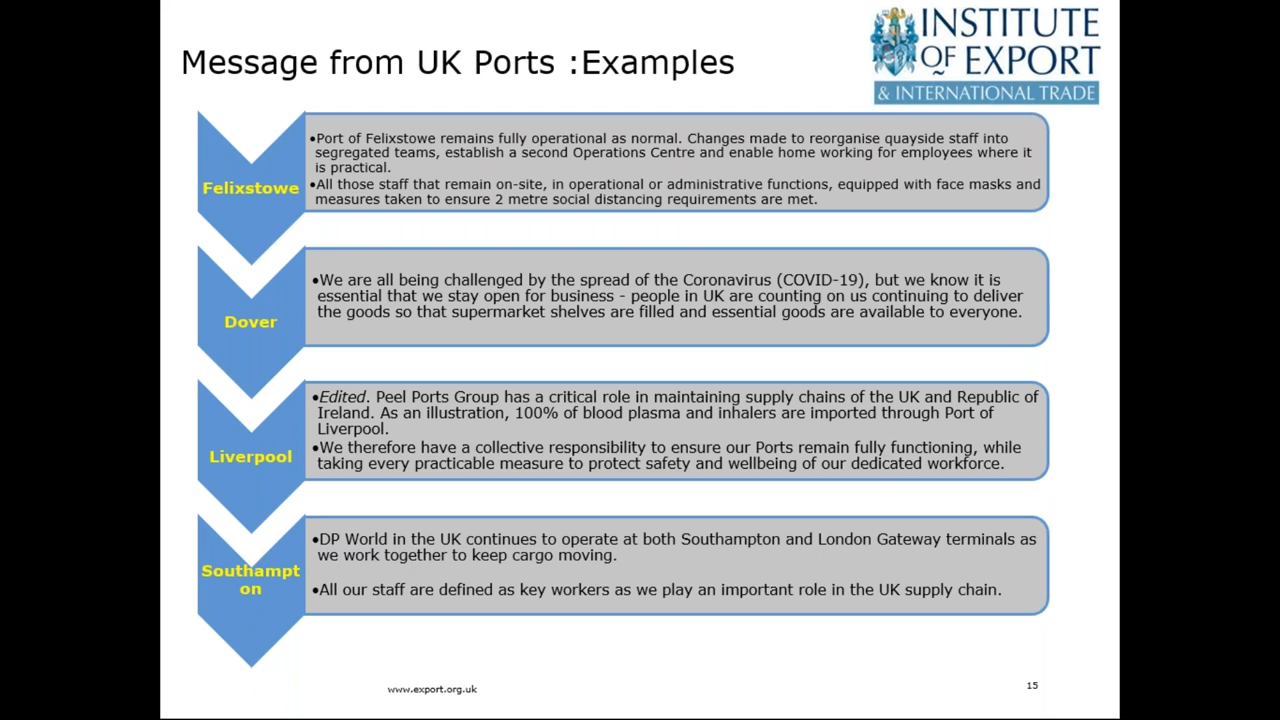 INSTITUTE
OF EXPORT
& INTERNATIONAL TRADE
Message from UK Ports :Examples
Felixstowe
•Port of Felixstowe remains fully operational as normal. Changes made to reorganise quayside staff into
segregated teams, establish a second Operations Centre and enable home working for employees where it
is practical.
•All those staff that remain on-site, in operational or administrative functions, equipped with face masks and
measures taken to ensure 2 metre social distancing requirements are met.
Dover
•We are all being challenged by the spread of the Coronavirus (COVID-19), but we know it is
essential that we stay open for business - people in UK are counting on us continuing to deliver
the goods so that supermarket shelves are filled and essential goods are available to everyone.
Liverpool
•Edited. Peel Ports Group has a critical role in maintaining supply chains of the UK and Republic of
Ireland. As an illustration, 100% of blood plasma and inhalers are imported through Port of
Liverpool.
•We therefore have a collective responsibility to ensure our Ports remain fully functioning, while
taking every practicable measure to protect safety and wellbeing of our dedicated workforce.
Southampt
on
•DP World in the UK continues to operate at both Southampton and London Gateway terminals as
we work together to keep cargo moving.
•All our staff are defined as key workers as we play an important role in the UK supply chain.
www.export.org.uk
15